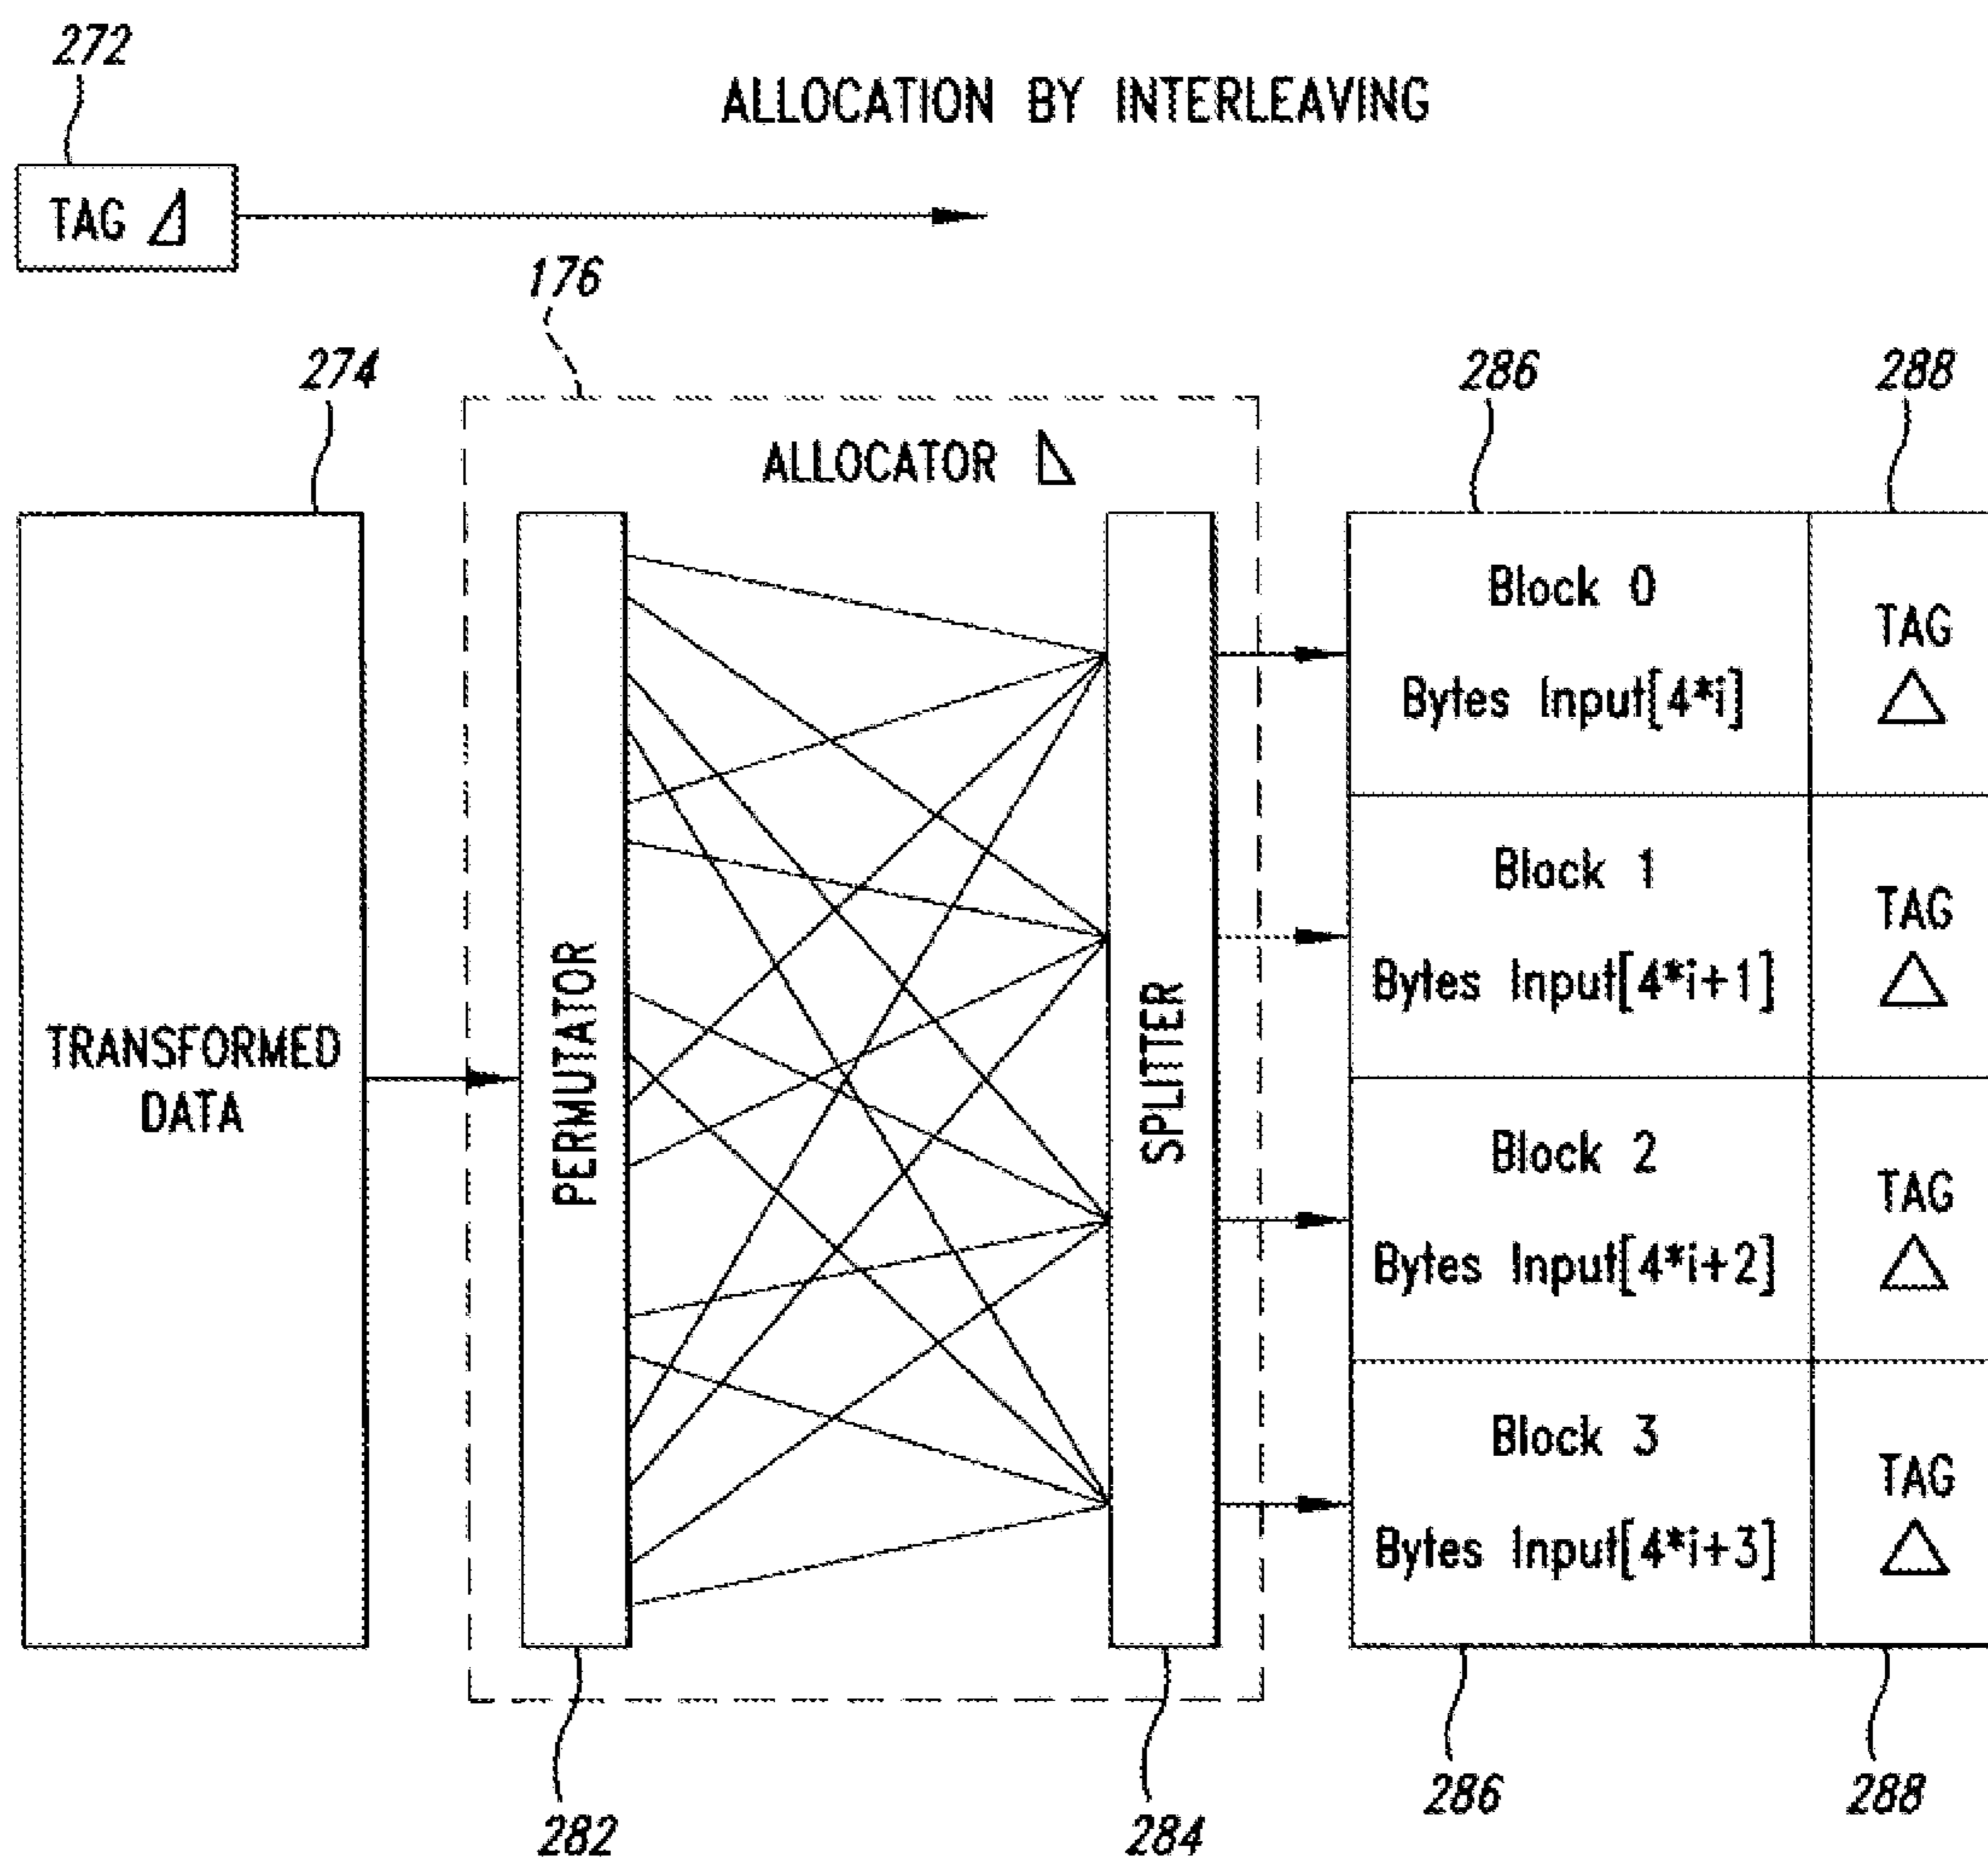 272
ALLOCATION BY INTERLEAVING
TAG
176
274
286
288
ALLOCATOR
TRANSFORMED
DATA
PERMUTATOR
SPLITTER
Block 0
Bytes Input[4*i]
TAG
Block 1
Bytes Input[4*i+1]
TAG
Block 2
Bytes Input[4*i+2]
TAG
Block 3
Bytes Input[4*i+3]
TAG
282
284
286
288